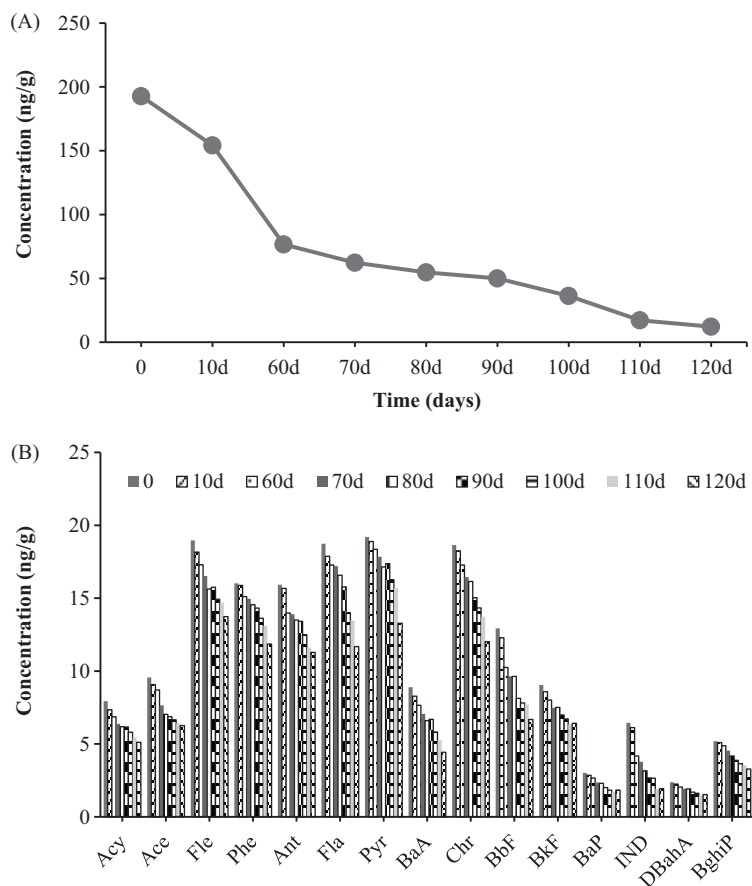 (A)
250
200
150
100
50
0
Concentration (ng/g)
0 10d 60d 70d 80d 90d 100d 110d 120d
Time (days)
(B)
25
20
15
10
5
0
Concentration (ng/g)
0 10d 60d 70d 80d 90d 100d 110d 120d
Acy Ace Fle Phe Ant Fla Pyr BaA Chr BbF BkF BaP IND DBahA BghiP